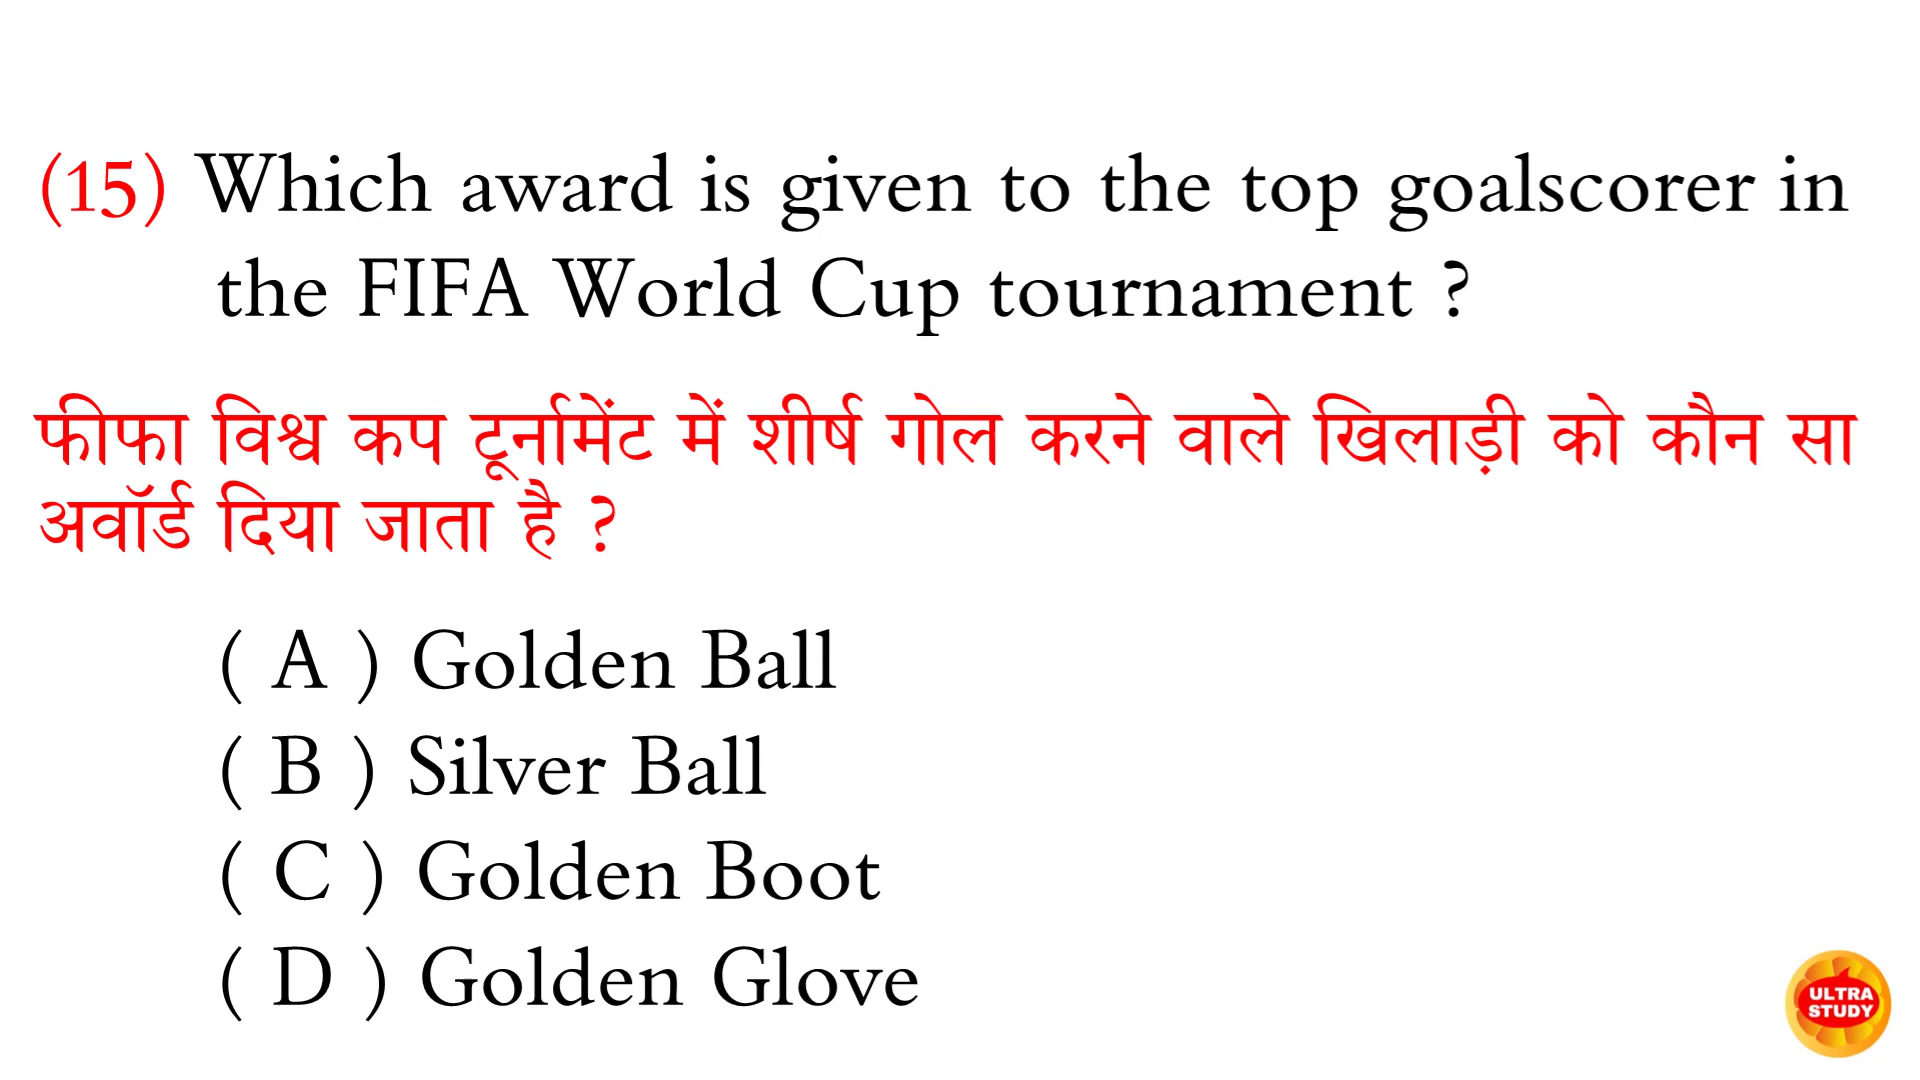 (15) Which award is given to the top goalscorer in
the FIFA World Cup tournament ?
फीफा विश्व कप टूर्नामेंट में शीर्ष गोल करने वाले खिलाड़ी को कौन सा
अवॉर्ड दिया जाता है ?
( A ) Golden Ball
( B ) Silver Ball
( C ) Golden Boot
( D ) Golden Glove
ULTRA
STUDY